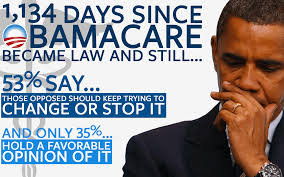 1,134 DAYS SINCE
OBAMACARE
BECAME LAW AND STILL...
53% SAY...
THOSE OPPOSED SHOULD KEEP TRYING TO
CHANGE OR STOP IT
AND ONLY 35%...
HOLD A FAVORABLE
OPINION OF IT